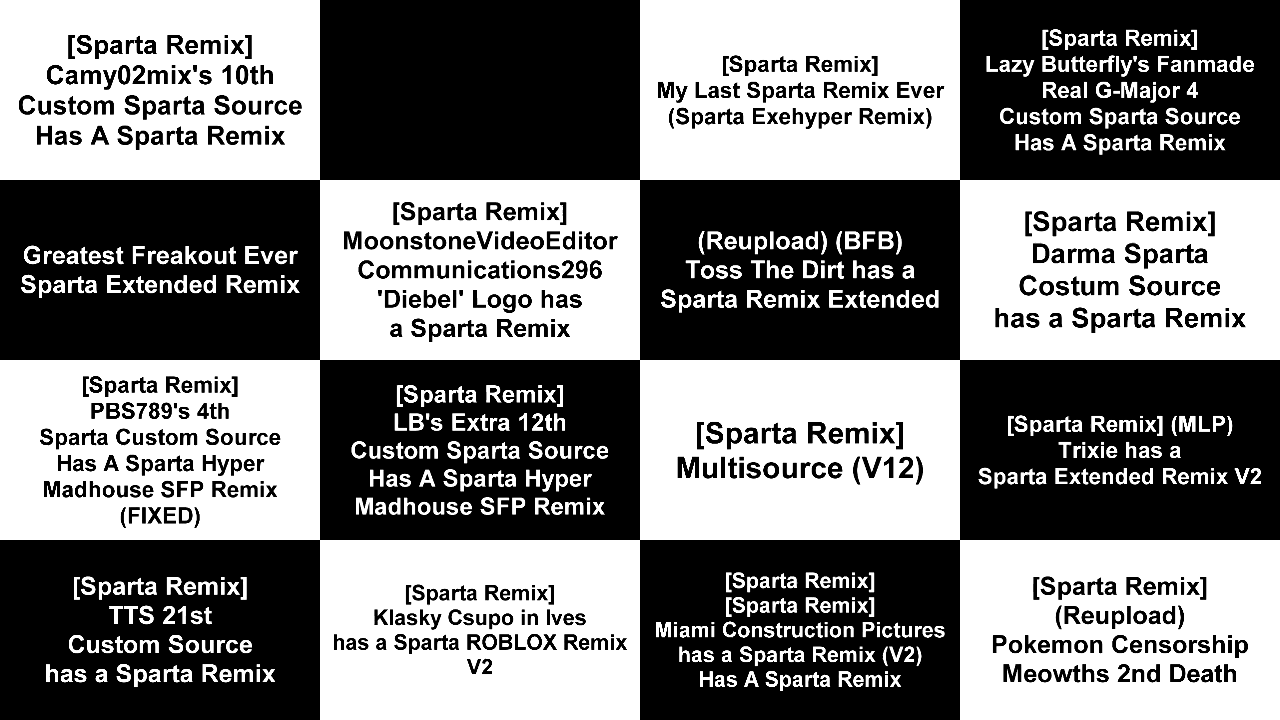 [Sparta Remix]
Camy02mix's 10th
Custom Sparta Source
Has A Sparta Remix
[Sparta Remix]
My Last Sparta Remix Ever
(Sparta Exehyper Remix)
[Sparta Remix]
Lazy Butterfly's Fanmade
Real G-Major 4
Custom Sparta Source
Has A Sparta Remix
Greatest Freakout Ever
Sparta Extended Remix
[Sparta Remix]
MoonstoneVideoEditor
Communications296
'Diebel' Logo has
a Sparta Remix
(Reupload) (BFB)
Toss The Dirt has a
Sparta Remix Extended
[Sparta Remix]
Darma Sparta
Costum Source
has a Sparta Remix
[Sparta Remix]
PBS789's 4th
Sparta Custom Source
Has A Sparta Hyper
Madhouse SFP Remix
(FIXED)
[Sparta Remix]
LB's Extra 12th
Custom Sparta Source
Has A Sparta Hyper
Madhouse SFP Remix
[Sparta Remix]
Multisource (V12)
[Sparta Remix] (MLP)
Trixie has a
Sparta Extended Remix V2
[Sparta Remix]
TTS 21st
Custom Source
has a Sparta Remix
[Sparta Remix]
Klasky Csupo in Ives
has a Sparta ROBLOX Remix
V2
[Sparta Remix]
[Sparta Remix]
Miami Construction Pictures
has a Sparta Remix (V2)
Has A Sparta Remix
[Sparta Remix]
(Reupload)
Pokemon Censorship
Meowths 2nd Death